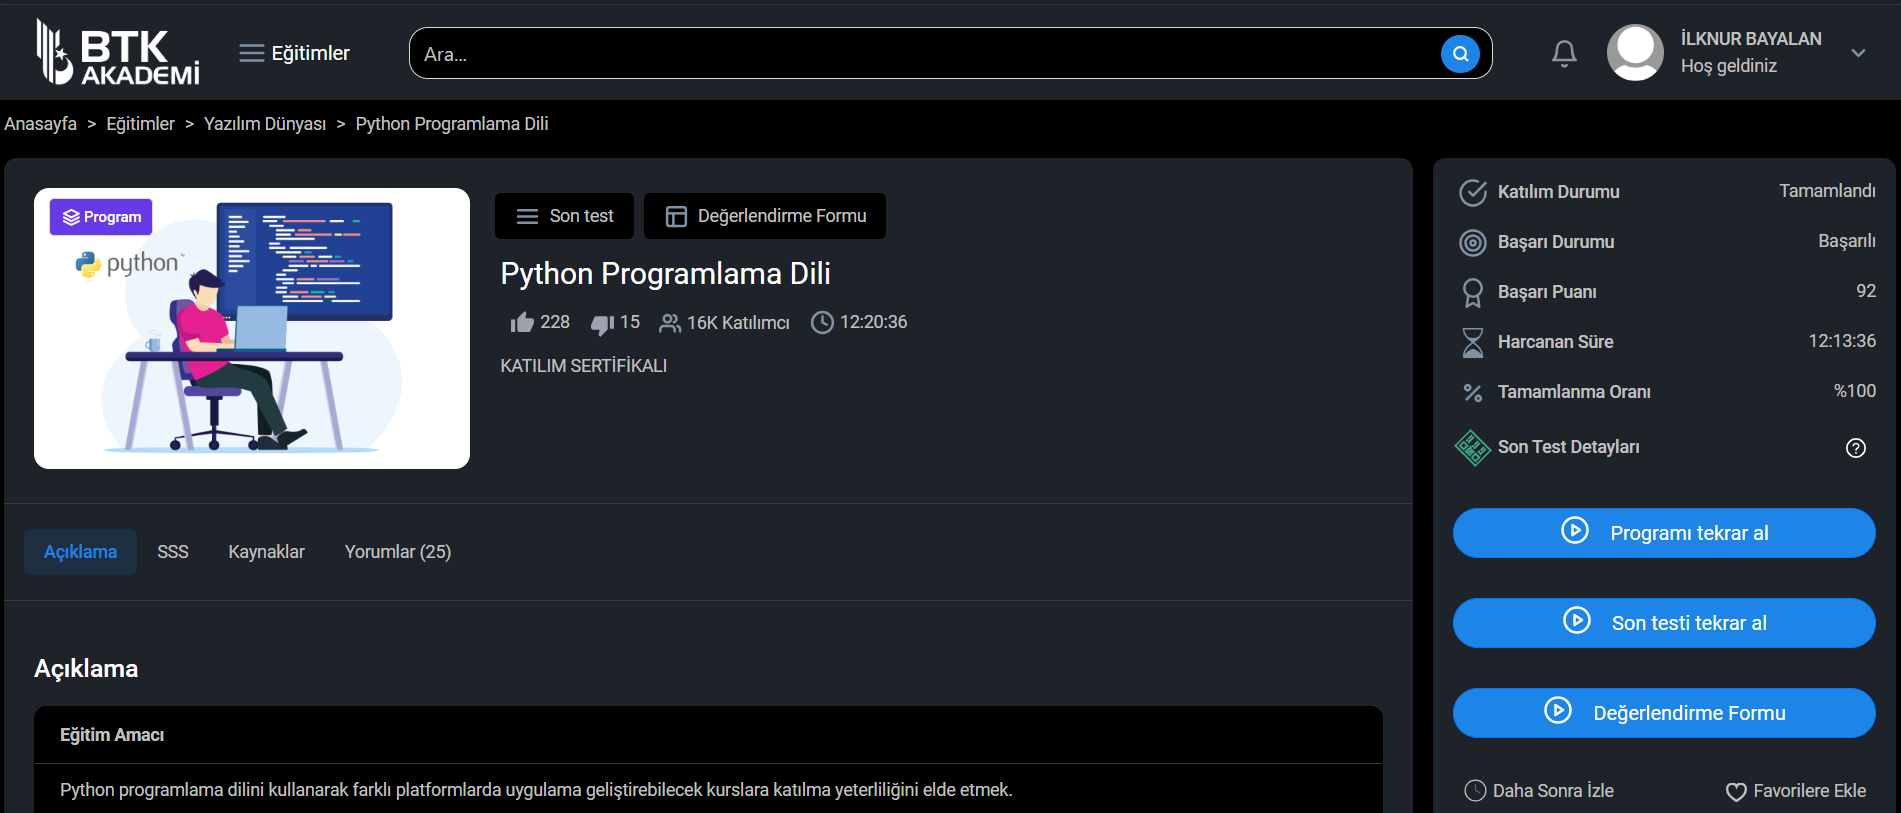 BTK
AKADEMİ
Eğitimler
Ara...
İLKNUR BAYALAN
Hoş geldiniz
Anasayfa > Eğitimler > Yazılım Dünyası > Python Programlama Dili
Program
python
Son test
Değerlendirme Formu
Python Programlama Dili
228 15 16K Katılımcı 12:20:36
KATILIM SERTİFİKALI
Açıklama SSS Kaynaklar Yorumlar (25)
Açıklama
Eğitim Amacı
Python programlama dilini kullanarak farklı platformlarda uygulama geliştirebilecek kurslara katılma yeterliliğini elde etmek.
Katılım Durumu Tamamlandı
Başarı Durumu Başarılı
Başarı Puanı 92
Harcanan Süre 12:13:36
Tamamlanma Oranı %100
Son Test Detayları
Programı tekrar al
Son testi tekrar al
Değerlendirme Formu
Daha Sonra İzle Favorilere Ekle